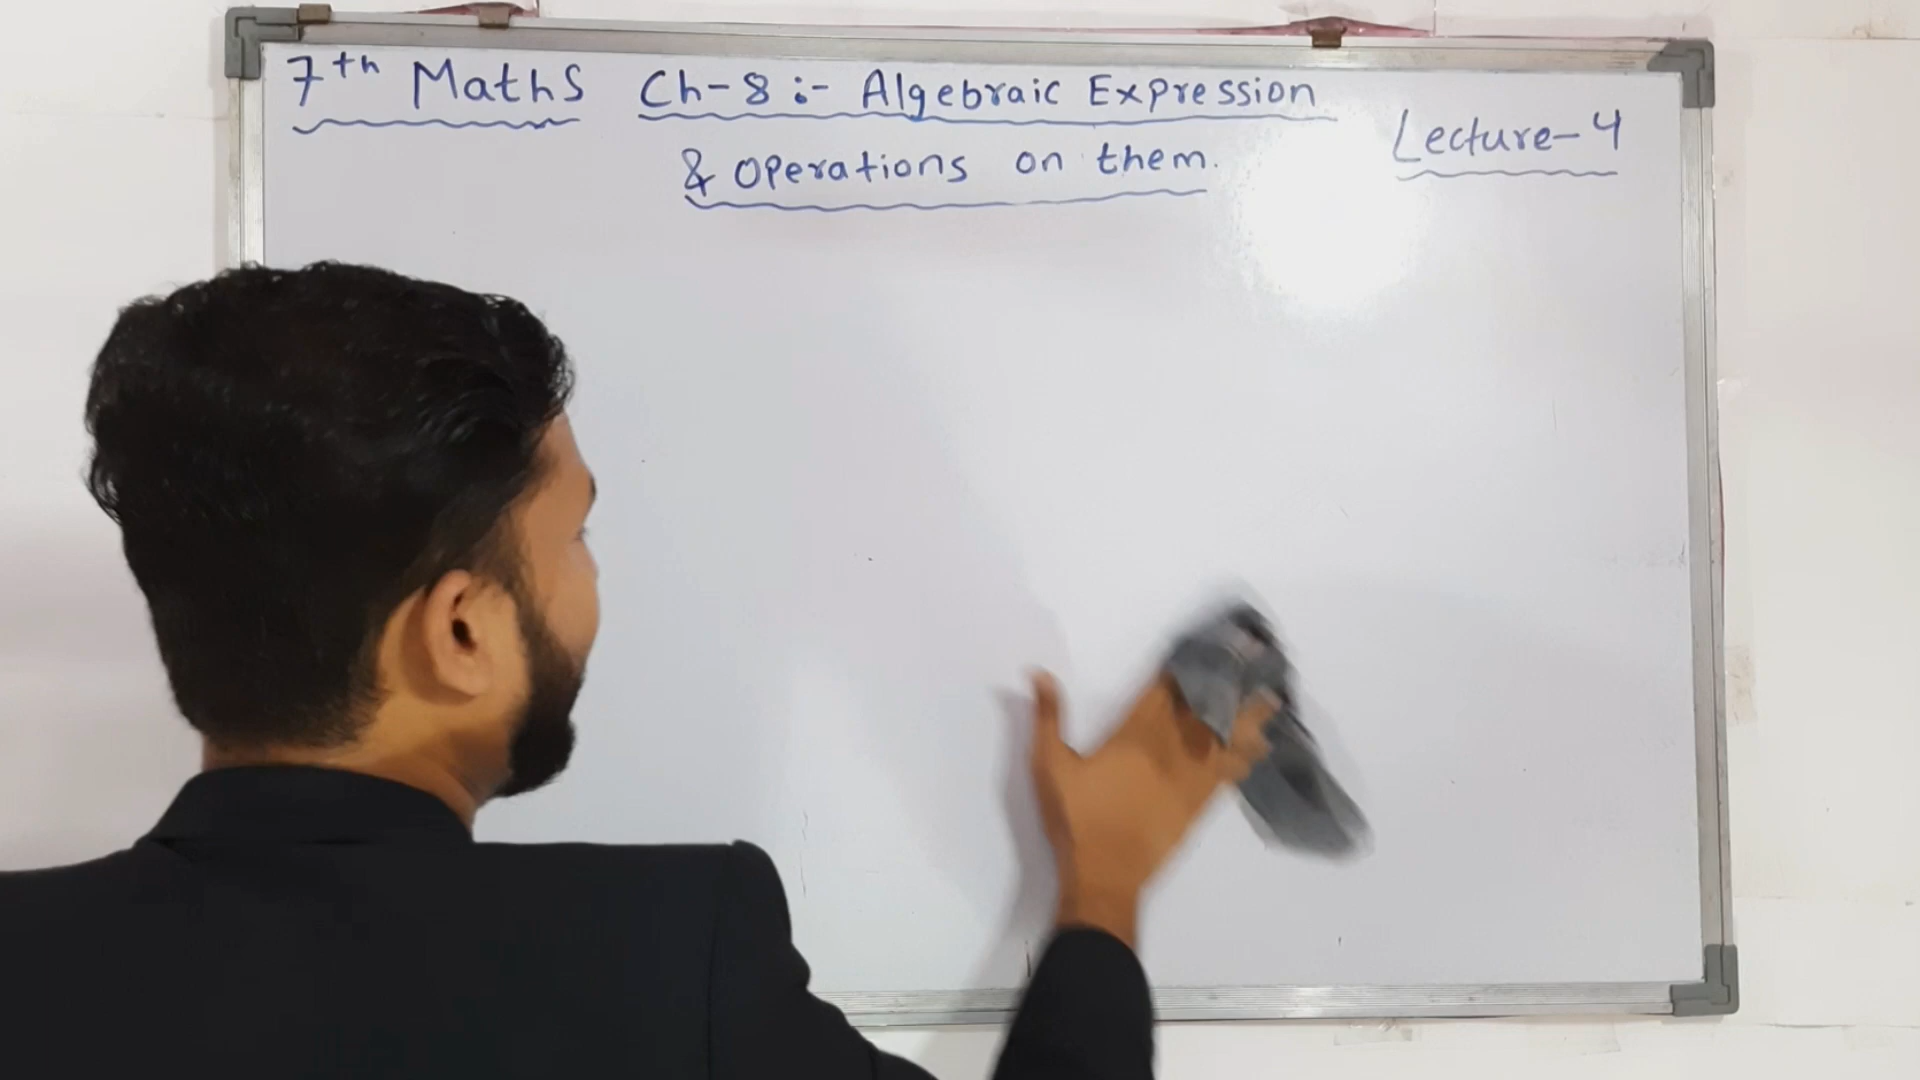 7th Maths Ch-8 :- Algebraic Expression
& Operations on them.
Lecture-4